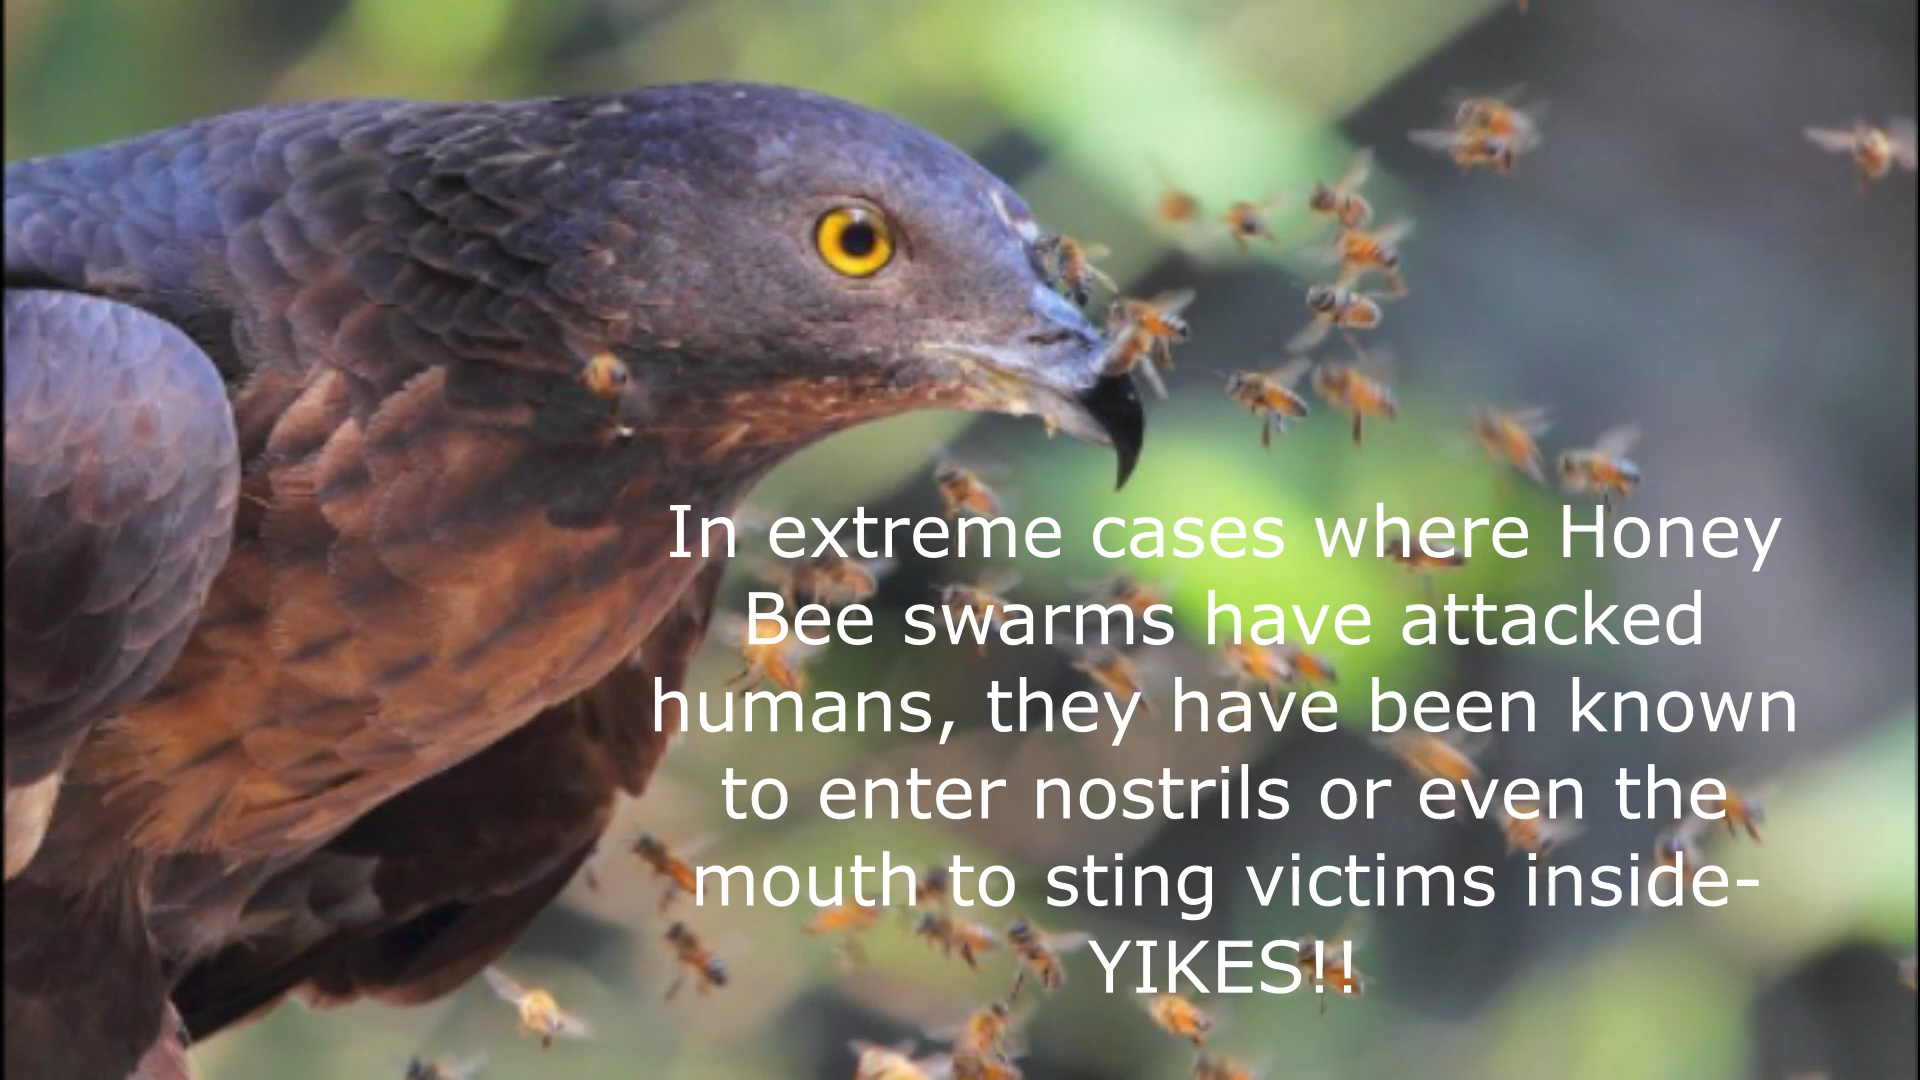 In extreme cases where Honey
Bee swarms have attacked
humans, they have been known
to enter nostrils or even the
mouth to sting victims inside-
YIKES!!